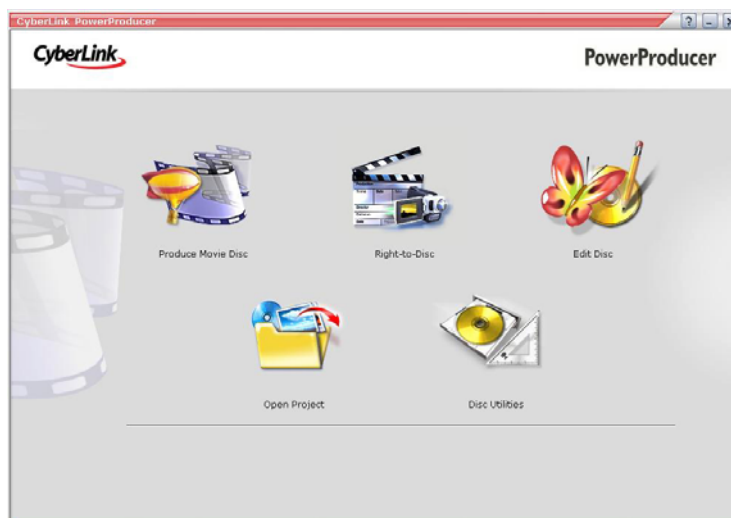 CyberLink PowerProducer
CyberLink
PowerProducer
Produce Movie Disc
Right-to-Disc
Edit Disc
Open Project
Disc Utilities